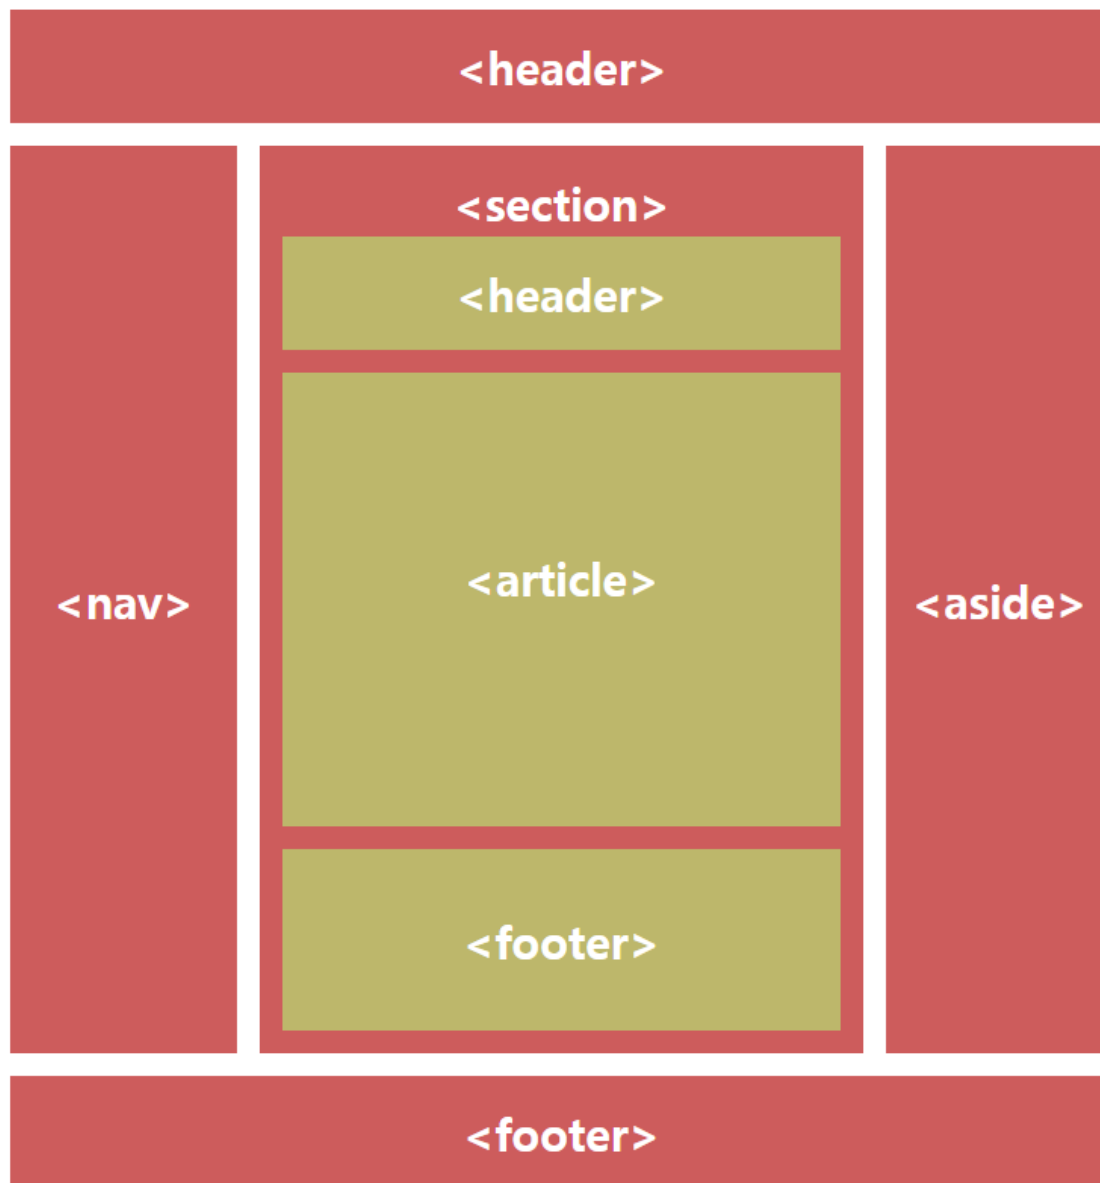 <header>
<nav>
<section>
<header>
<article>
<footer>
<aside>
<footer>